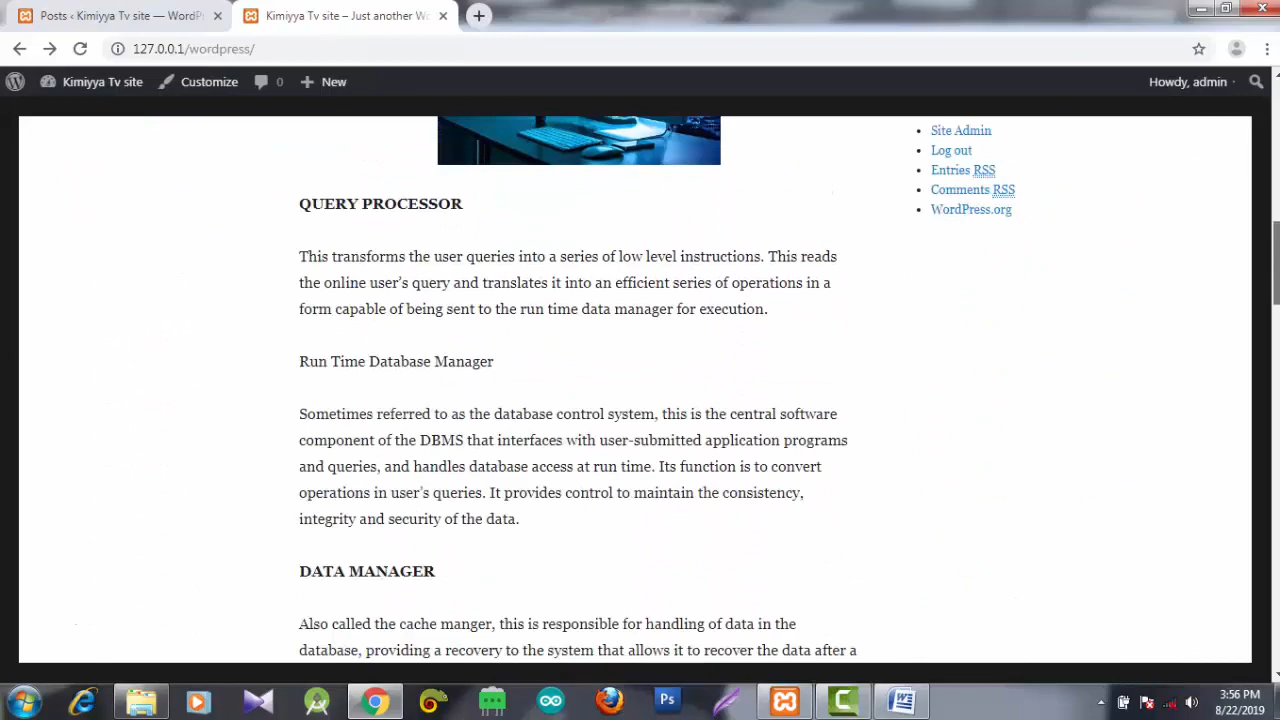 Posts ‹ Kimiyya Tv site — WordP
Kimiyya Tv site – Just another Wo
127.0.0.1/wordpress/
Kimiyya Tv site
Customize
0
New
Howdy, admin
Site Admin
Log out
Entries RSS
Comments RSS
WordPress.org
QUERY PROCESSOR
This transforms the user queries into a series of low level instructions. This reads
the online user’s query and translates it into an efficient series of operations in a
form capable of being sent to the run time data manager for execution.
Run Time Database Manager
Sometimes referred to as the database control system, this is the central software
component of the DBMS that interfaces with user-submitted application programs
and queries, and handles database access at run time. Its function is to convert
operations in user’s queries. It provides control to maintain the consistency,
integrity and security of the data.
DATA MANAGER
Also called the cache manger, this is responsible for handling of data in the
database, providing a recovery to the system that allows it to recover the data after a
Ps
3:56 PM
8/22/2019